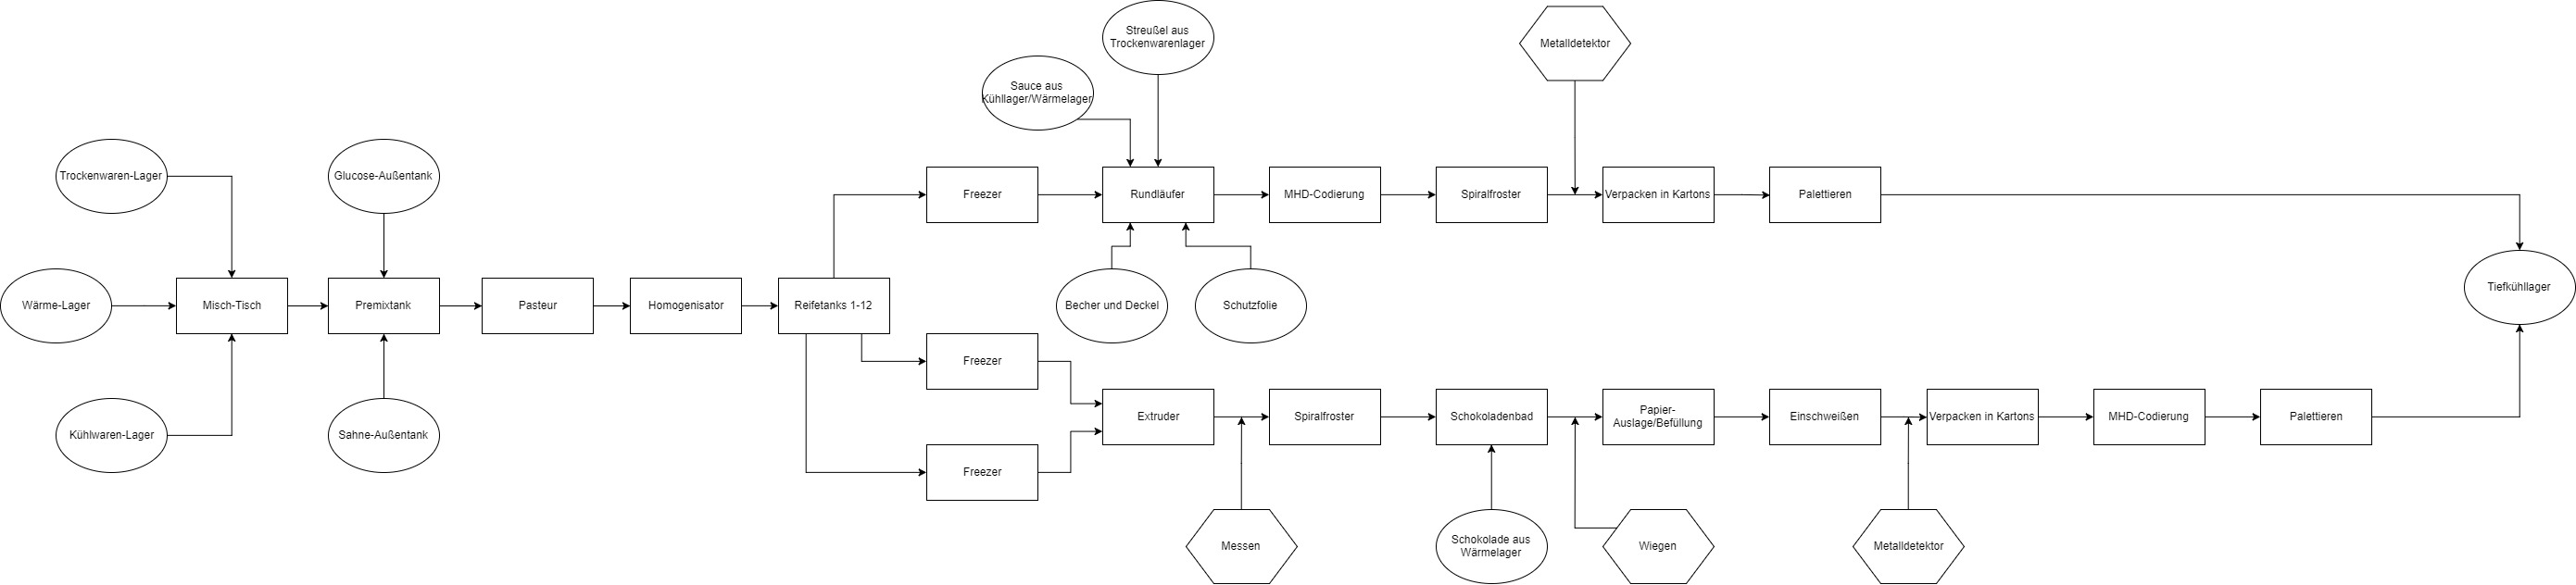 Streußel aus
Trockenwarenlager
Metalldetektor
Sauce aus
Kühllager/Wärmelager
Trockenwaren-Lager
Glucose-Außentank
Freezer
Rundläufer
MHD-Codierung
Spiralfroster
Verpacken in Kartons
Palettieren
Tiefkühllager
Wärme-Lager
Misch-Tisch
Premixtank
Pasteur
Homogenisator
Reifetanks 1-12
Becher und Deckel
Schutzfolie
Freezer
Kühlwaren-Lager
Sahne-Außentank
Extruder
Spiralfroster
Schokoladenbad
Papier-
Auslage/Befüllung
Einschweißen
Verpacken in Kartons
MHD-Codierung
Palettieren
Freezer
Messen
Schokolade aus
Wärmelager
Wiegen
Metalldetektor